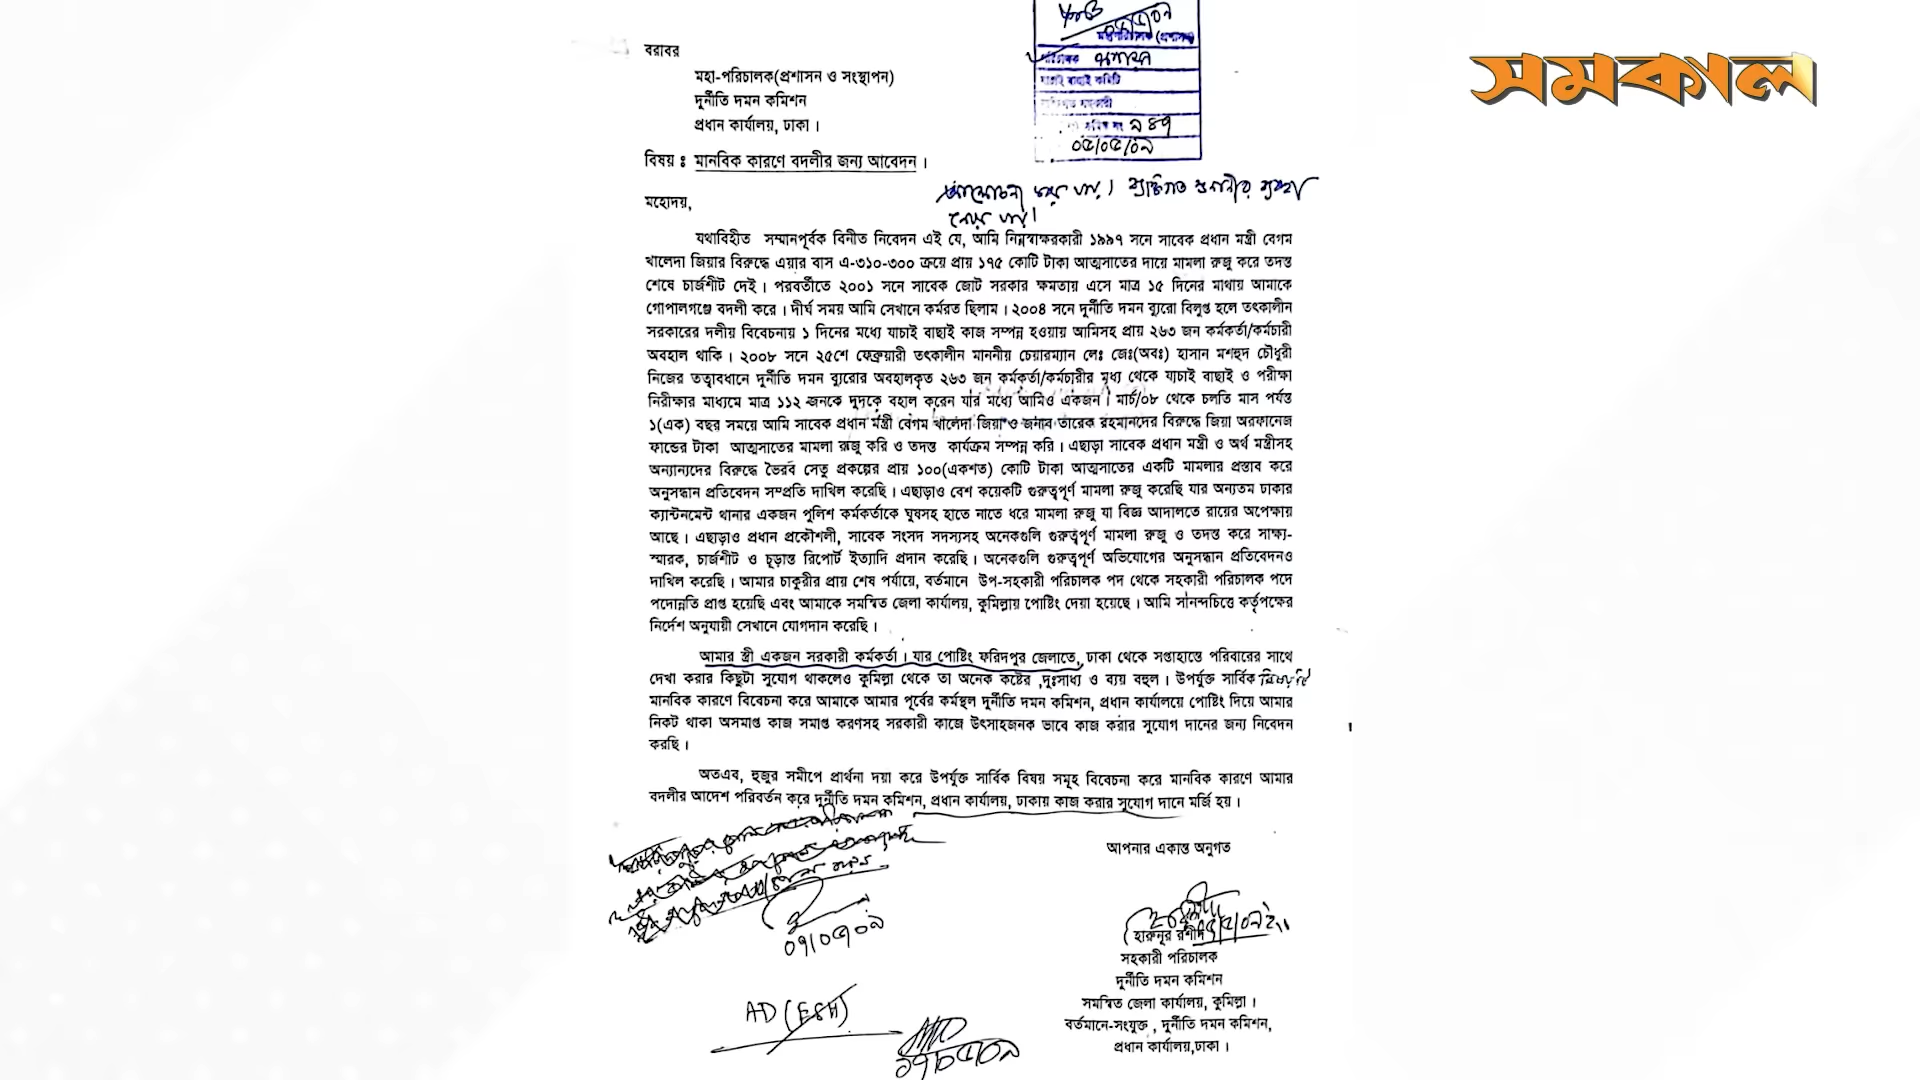 সমকাল
বরাবর
মহা-পরিচালক(প্রশাসন ও সংস্থাপন)
দুর্নীতি দমন কমিশন
প্রধান কার্যালয়, ঢাকা।
যাচাই বাছাই কমিটি
২৪৭
০৫/০৫/০৯
বিষয় : মানবিক কারণে বদলীর জন্য আবেদন।
মহোদয়,
যথাবিহীত সম্মানপূর্বক বিনীত নিবেদন এই যে, আমি নিম্নস্বাক্ষরকারী ১৯৯৭ সনে সাবেক প্রধান মন্ত্রী বেগম
খালেদা জিয়ার বিরুদ্ধে এয়ার বাস এ-৩১০-৩০০ ক্রয়ে প্রায় ১৭৫ কোটি টাকা আত্মসাতের দায়ে মামলা রুজু করে তদন্ত
শেষে চার্জশীট দেই। পরবর্তীতে ২০০১ সনে সাবেক জোট সরকার ক্ষমতায় এসে মাত্র ১৫ দিনের মাথায় আমাকে
গোপালগঞ্জে বদলী করে। দীর্ঘ সময় আমি সেখানে কর্মরত ছিলাম। ২০০৪ সনে দুর্নীতি দমন ব্যুরো বিলুপ্ত হলে তৎকালীন
সরকারের দলীয় বিবেচনায় ১ দিনের মধ্যে যাচাই বাছাই কাজ সম্পন্ন হওয়ায় আমিসহ প্রায় ২৬৩ জন কর্মকর্তা/কর্মচারী
অবহাল থাকি। ২০০৮ সনে ২৫শে ফেব্রুয়ারী তৎকালীন মাননীয় চেয়ারম্যান লেঃ জেঃ(অবঃ) হাসান মশহুদ চৌধুরী
নিজের তত্বাবধানে দুর্নীতি দমন ব্যুরোর অবহালকৃত ২৬৩ জন কর্মকর্তা/কর্মচারীর মধ্য থেকে যাচাই বাছাই ও পরীক্ষা
নিরীক্ষার মাধ্যমে মাত্র ১১২ জনকে দুদকে বহাল করেন যার মধ্যে আমিও একজন। মার্চ/০৮ থেকে চলতি মাস পর্যন্ত
১(এক) বছর সময়ে আমি সাবেক প্রধান মন্ত্রী বেগম খালেদা জিয়া ও জনাব তারেক রহমানদের বিরুদ্ধে জিয়া অরফানেজ
ফান্ডের টাকা আত্মসাতের মামলা রুজু করি ও তদন্ত কার্যক্রম সম্পন্ন করি। এছাড়া সাবেক প্রধান মন্ত্রী ও অর্থ মন্ত্রীসহ
অন্যান্যদের বিরুদ্ধে ভৈরব সেতু প্রকল্পের প্রায় ১০০(একশত) কোটি টাকা আত্মসাতের একটি মামলার প্রস্তাব করে
অনুসন্ধান প্রতিবেদন সম্প্রতি দাখিল করেছি। এছাড়াও বেশ কয়েকটি গুরুত্বপূর্ণ মামলা রুজু করেছি যার অন্যতম ঢাকার
ক্যান্টনমেন্ট থানার একজন পুলিশ কর্মকর্তাকে ঘুষসহ হাতে নাতে ধরে মামলা রুজু যা বিজ্ঞ আদালতে রায়ের অপেক্ষায়
আছে। এছাড়াও প্রধান প্রকৌশলী, সাবেক সংসদ সদস্যসহ অনেকগুলি গুরুত্বপূর্ণ মামলা রুজু ও তদন্ত করে সাক্ষ্য-
স্মারক, চার্জশীট ও চূড়ান্ত রিপোর্ট ইত্যাদি প্রদান করেছি। অনেকগুলি গুরুত্বপূর্ণ অভিযোগের অনুসন্ধান প্রতিবেদনও
দাখিল করেছি। আমার চাকুরীর প্রায় শেষ পর্যায়ে, বর্তমানে উপ-সহকারী পরিচালক পদ থেকে সহকারী পরিচালক পদে
পদোন্নতি প্রাপ্ত হয়েছি এবং আমাকে সমন্বিত জেলা কার্যালয়, কুমিল্লায় পোষ্টিং দেয়া হয়েছে। আমি সানন্দচিত্তে কর্তৃপক্ষের
নির্দেশ অনুযায়ী সেখানে যোগদান করেছি।
আমার স্ত্রী একজন সরকারী কর্মকর্তা। যার পোষ্টিং ফরিদপুর জেলাতে, ঢাকা থেকে সপ্তাহান্তে পরিবারের সাথে
দেখা করার কিছুটা সুযোগ থাকলেও কুমিল্লা থেকে তা অনেক কষ্টের ,দুঃসাধ্য ও ব্যয় বহুল। উপর্যুক্ত সার্বিক
মানবিক কারণে বিবেচনা করে আমাকে আমার পূর্বের কর্মস্থল দুর্নীতি দমন কমিশন, প্রধান কার্যালয়ে পোষ্টিং দিয়ে আমার
নিকট থাকা অসমাপ্ত কাজ সমাপ্ত করণসহ সরকারী কাজে উৎসাহজনক ভাবে কাজ করার সুযোগ দানের জন্য নিবেদন
করছি।
অতএব, হুজুর সমীপে প্রার্থনা দয়া করে উপর্যুক্ত সার্বিক বিষয় সমূহ বিবেচনা করে মানবিক কারণে আমার
বদলীর আদেশ পরিবর্তন করে দুর্নীতি দমন কমিশন, প্রধান কার্যালয়, ঢাকায় কাজ করার সুযোগ দানে মর্জি হয়।
আপনার একান্ত অনুগত
হারুনূর রশীদ
সহকারী পরিচালক
দুর্নীতি দমন কমিশন
সমন্বিত জেলা কার্যালয়, কুমিল্লা।
বর্তমানে-সংযুক্ত , দুর্নীতি দমন কমিশন,
প্রধান কার্যালয়,ঢাকা।
০৭/০৫/০৯
AD (E&H)